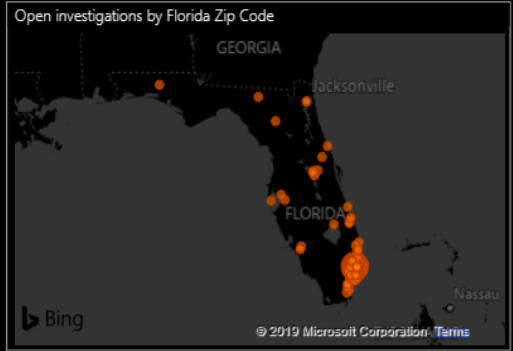 Open investigations by Florida Zip Code
GEORGIA
Jacksonville
FLORIDA
Nassau
Bing
© 2019 Microsoft Corporation Terms